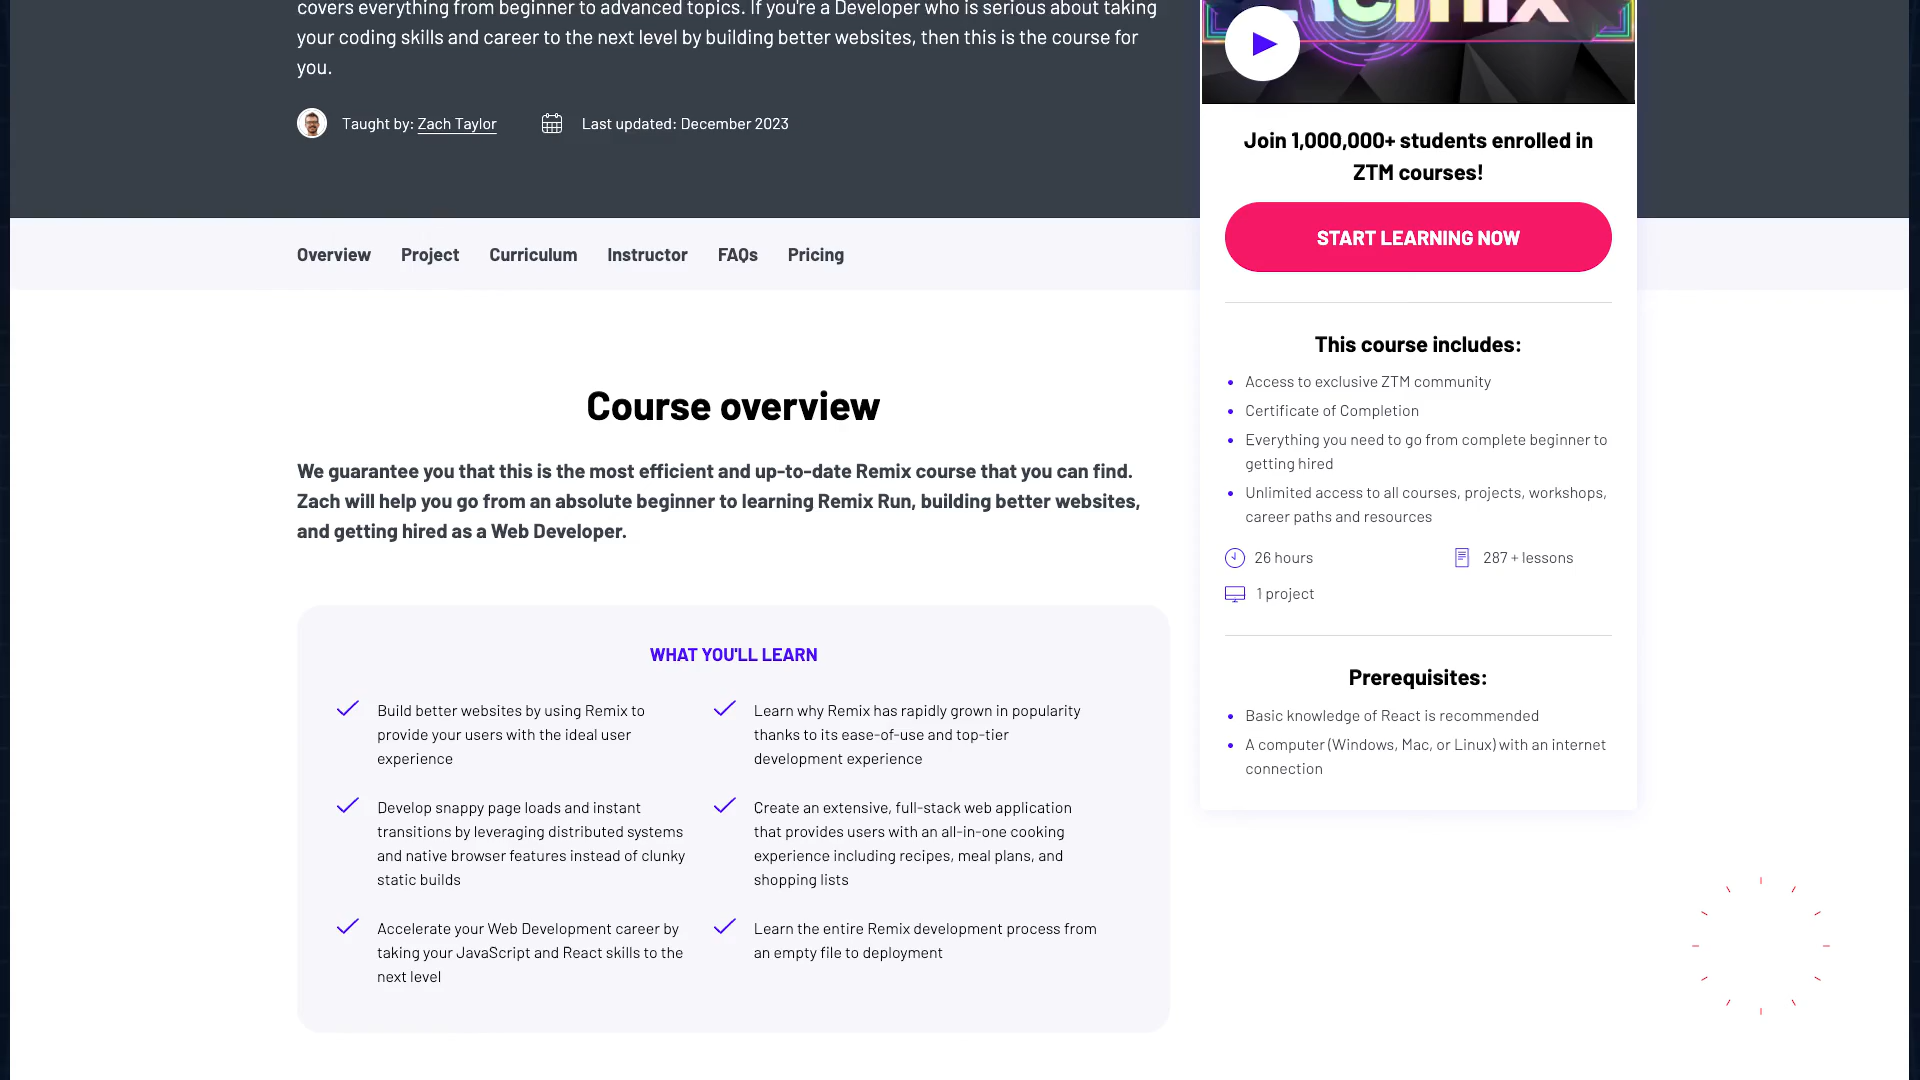 covers everything from beginner to advanced topics. If you're a Developer who is serious about taking
your coding skills and career to the next level by building better websites, then this is the course for
you.
Taught by: Zach Taylor
Last updated: December 2023
Remix
Join 1,000,000+ students enrolled in
ZTM courses!
START LEARNING NOW
Overview
Project
Curriculum
Instructor
FAQs
Pricing
This course includes:
Access to exclusive ZTM community
Certificate of Completion
Everything you need to go from complete beginner to
getting hired
Unlimited access to all courses, projects, workshops,
career paths and resources
26 hours
287 + lessons
1 project
Prerequisites:
Basic knowledge of React is recommended
A computer (Windows, Mac, or Linux) with an internet
connection
Course overview
We guarantee you that this is the most efficient and up-to-date Remix course that you can find.
Zach will help you go from an absolute beginner to learning Remix Run, building better websites,
and getting hired as a Web Developer.
WHAT YOU'LL LEARN
Build better websites by using Remix to
provide your users with the ideal user
experience
Learn why Remix has rapidly grown in popularity
thanks to its ease-of-use and top-tier
development experience
Develop snappy page loads and instant
transitions by leveraging distributed systems
and native browser features instead of clunky
static builds
Create an extensive, full-stack web application
that provides users with an all-in-one cooking
experience including recipes, meal plans, and
shopping lists
Accelerate your Web Development career by
taking your JavaScript and React skills to the
next level
Learn the entire Remix development process from
an empty file to deployment